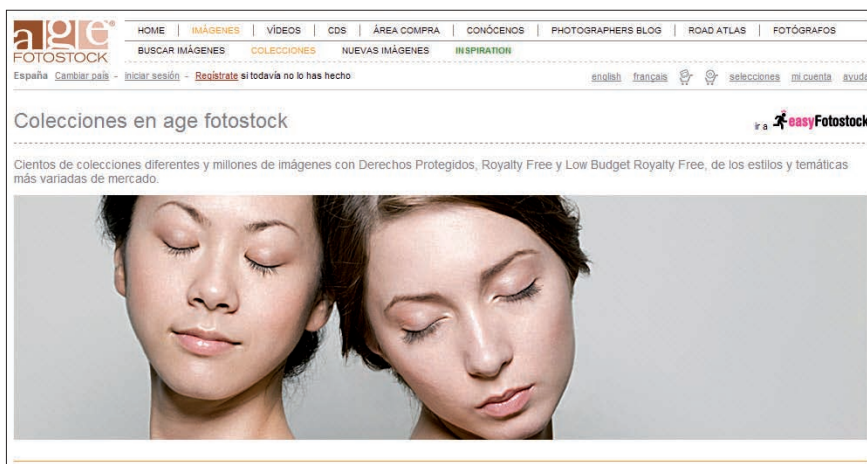 age
FOTOSTOCK
HOME | IMÁGENES | VÍDEOS | CDS | ÁREA COMPRA | CONÓCENOS | PHOTOGRAPHERS BLOG | ROAD ATLAS | FOTÓGRAFOS
BUSCAR IMÁGENES COLECCIONES NUEVAS IMÁGENES INSPIRATION
España Cambiar país - Iniciar sesión - Regístrate si todavía no lo has hecho english français selecciones mi cuenta ayuda
Colecciones en age fotostock
ir a easyFotostock
Cientos de colecciones diferentes y millones de imágenes con Derechos Protegidos, Royalty Free y Low Budget Royalty Free, de los estilos y temáticas
más variadas de mercado.